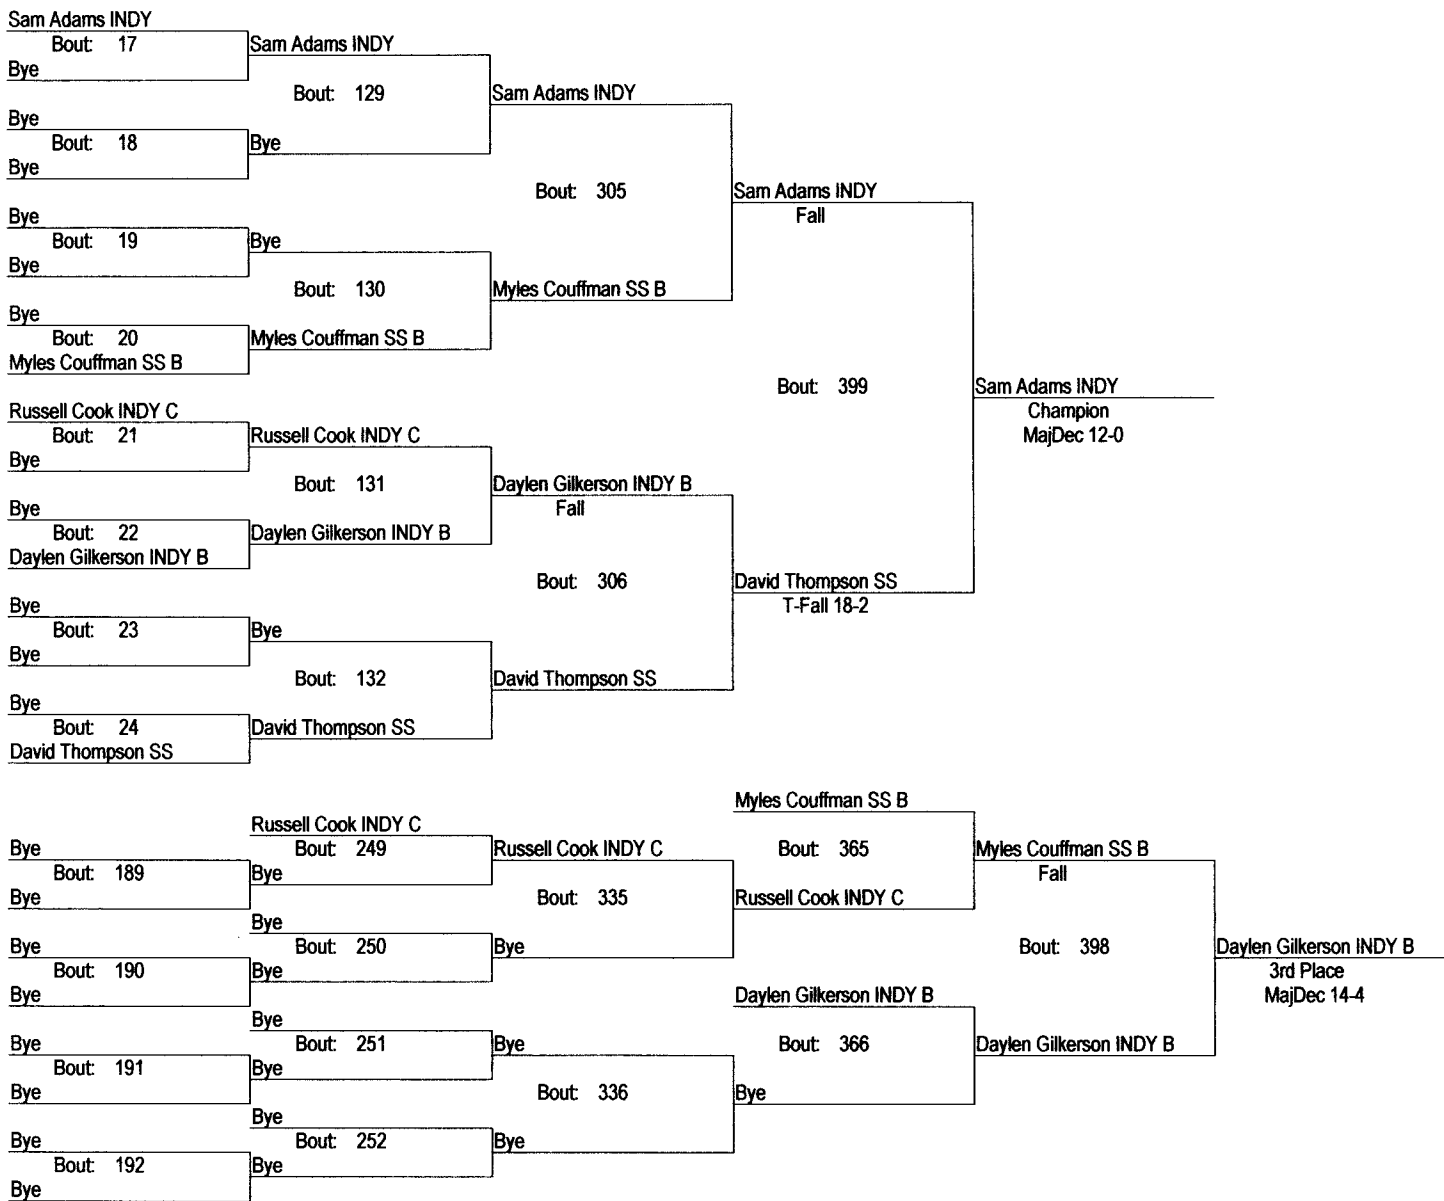 Sam Adams INDY
Bout: 17
Bye
Sam Adams INDY
Bout: 129
Sam Adams INDY
Bye
Bout: 18
Bye
Bye
Bout: 305
Sam Adams INDY
Fall
Bye
Bout: 19
Bye
Bye
Bout: 130
Myles Couffman SS B
Bye
Bout: 20
Myles Couffman SS B
Myles Couffman SS B
Bout: 399
Sam Adams INDY
Champion
MajDec 12-0
Russell Cook INDY C
Bout: 21
Bye
Russell Cook INDY C
Bout: 131
Daylen Gilkerson INDY B
Fall
Bye
Bout: 22
Daylen Gilkerson INDY B
Daylen Gilkerson INDY B
Bout: 306
David Thompson SS
T-Fall 18-2
Bye
Bout: 23
Bye
Bye
Bout: 132
David Thompson SS
Bye
Bout: 24
David Thompson SS
David Thompson SS
Myles Couffman SS B
Russell Cook INDY C
Bout: 249
Russell Cook INDY C
Bout: 365
Myles Couffman SS B
Fall
Bye
Bout: 189
Bye
Bye
Bout: 335
Russell Cook INDY C
Bye
Bout: 250
Bye
Bye
Bout: 190
Bye
Bye
Bout: 398
Daylen Gilkerson INDY B
3rd Place
MajDec 14-4
Daylen Gilkerson INDY B
Bye
Bout: 251
Bye
Bout: 366
Daylen Gilkerson INDY B
Bye
Bout: 191
Bye
Bye
Bout: 336
Bye
Bye
Bout: 252
Bye
Bye
Bout: 192
Bye
Bye